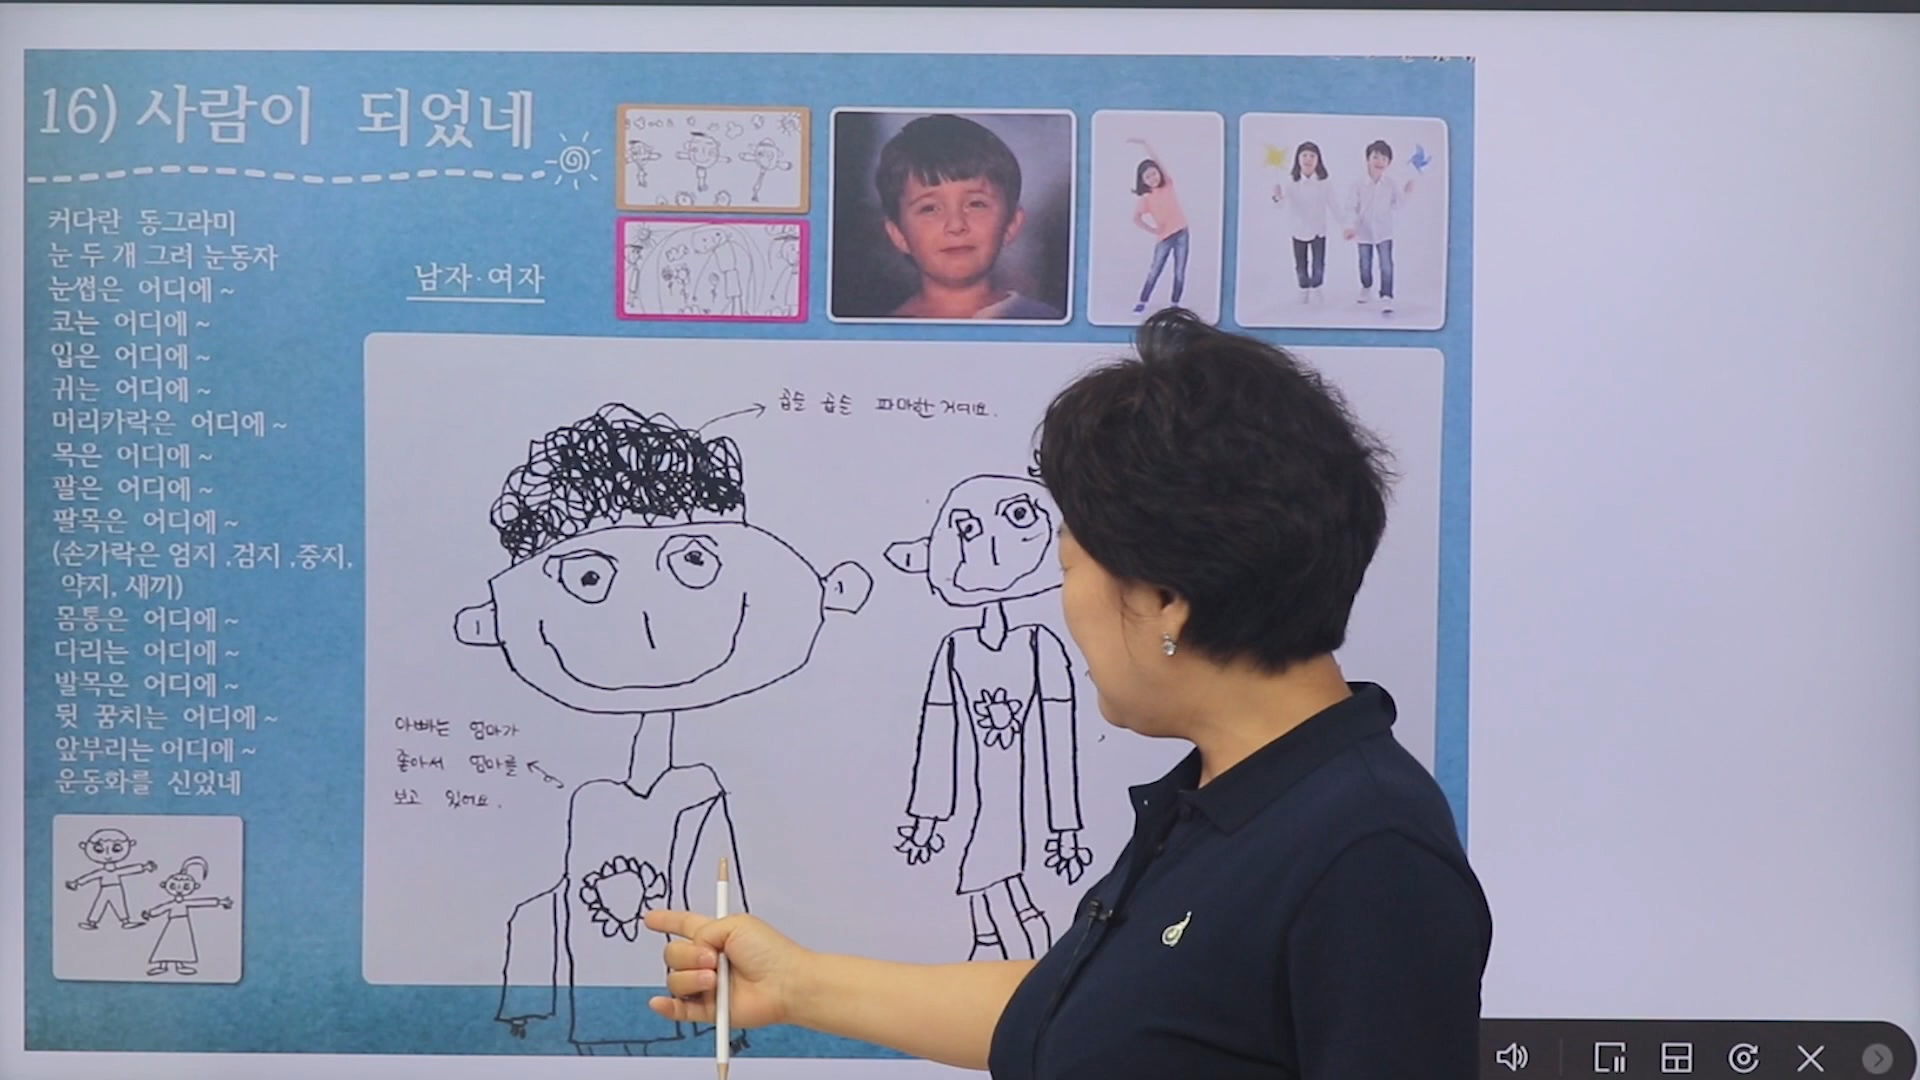 16) 사람이 되었네
커다란 동그라미
눈 두 개 그려 눈동자
눈썹은 어디에 ~
코는 어디에 ~
입은 어디에 ~
귀는 어디에 ~
머리카락은 어디에 ~
목은 어디에 ~
팔은 어디에 ~
팔목은 어디에 ~
(손가락은 엄지 ,검지 ,중지,
약지, 새끼)
몸통은 어디에 ~
다리는 어디에 ~
발목은 어디에 ~
뒷 꿈치는 어디에 ~
앞부리는 어디에 ~
운동화를 신었네
남자·여자
곱슬 곱슬 파마한 거예요.
아빠는 엄마가
좋아서 엄마를
보고 있어요.